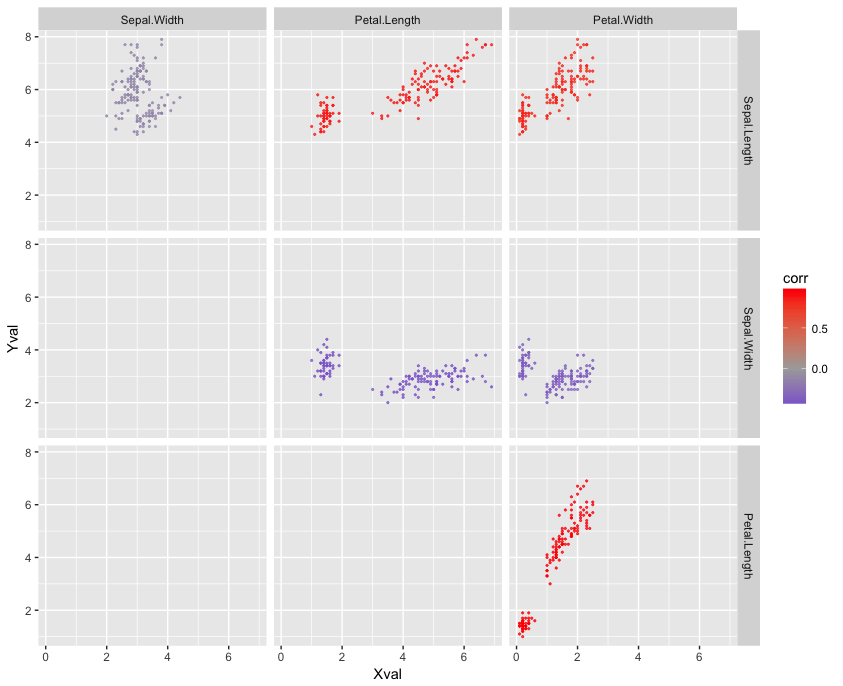 Sepal.Width Petal.Length Petal.Width
8
6
4
2
Sepal.Length
8
6
4
2
Sepal.Width
8
6
4
2
Petal.Length
Yval
0 2 4 6 0 2 4 6 0 2 4 6
Xval
corr
0.5
0.0